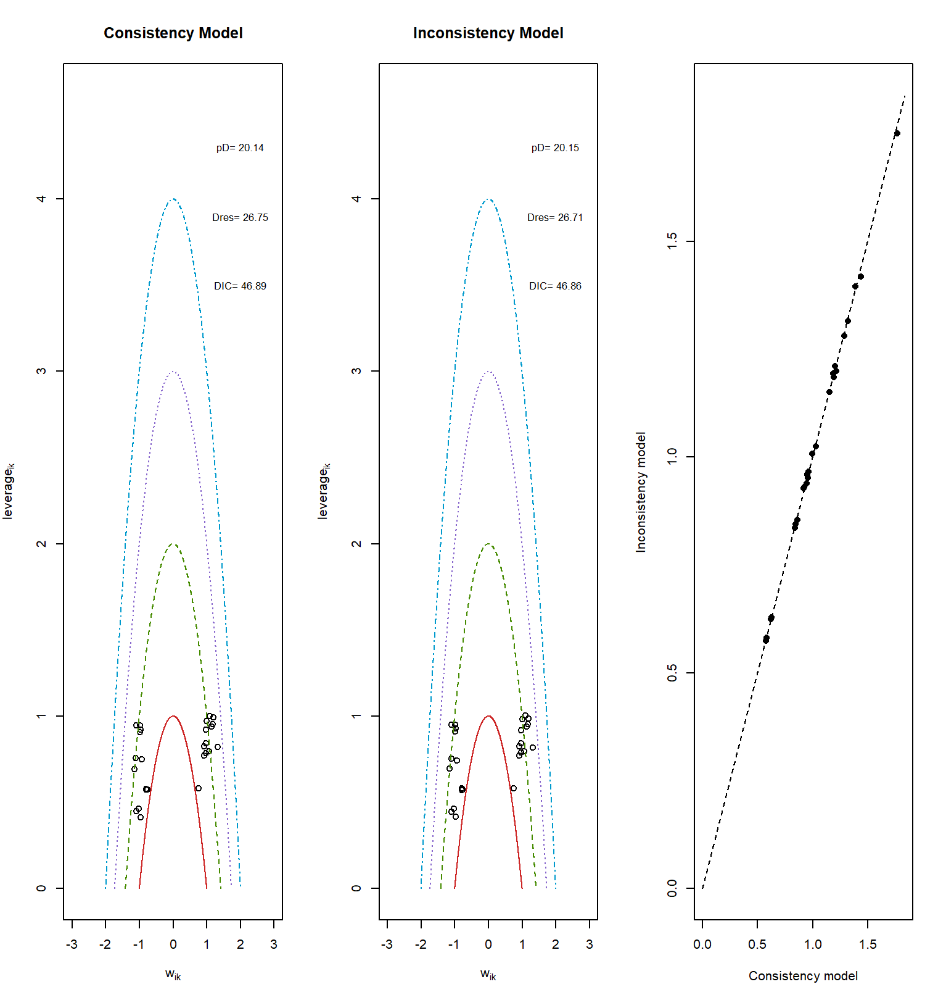 Consistency Model
pD= 20.14
Dres= 26.75
DIC= 46.89
4
3
2
1
0
leverage_ik
-3 -2 -1 0 1 2 3
w_ik
Inconsistency Model
pD= 20.15
Dres= 26.71
DIC= 46.86
4
3
2
1
0
leverage_ik
-3 -2 -1 0 1 2 3
w_ik
1.5
1.0
0.5
0.0
Inconsistency model
0.0 0.5 1.0 1.5
Consistency model